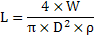 L = 4 × W / π × D² × ρ